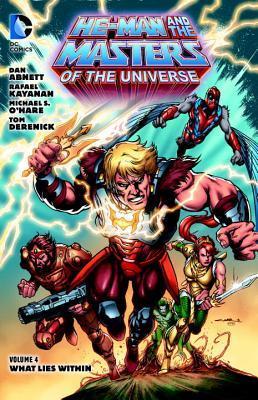 DC COMICS
HE-MAN AND THE
MASTERS
OF THE UNIVERSE
DAN
ABNETT
RAFAEL
KAYANAN
MICHAEL S.
O'HARE
TOM
DERENICK
VOLUME 4
WHAT LIES WITHIN